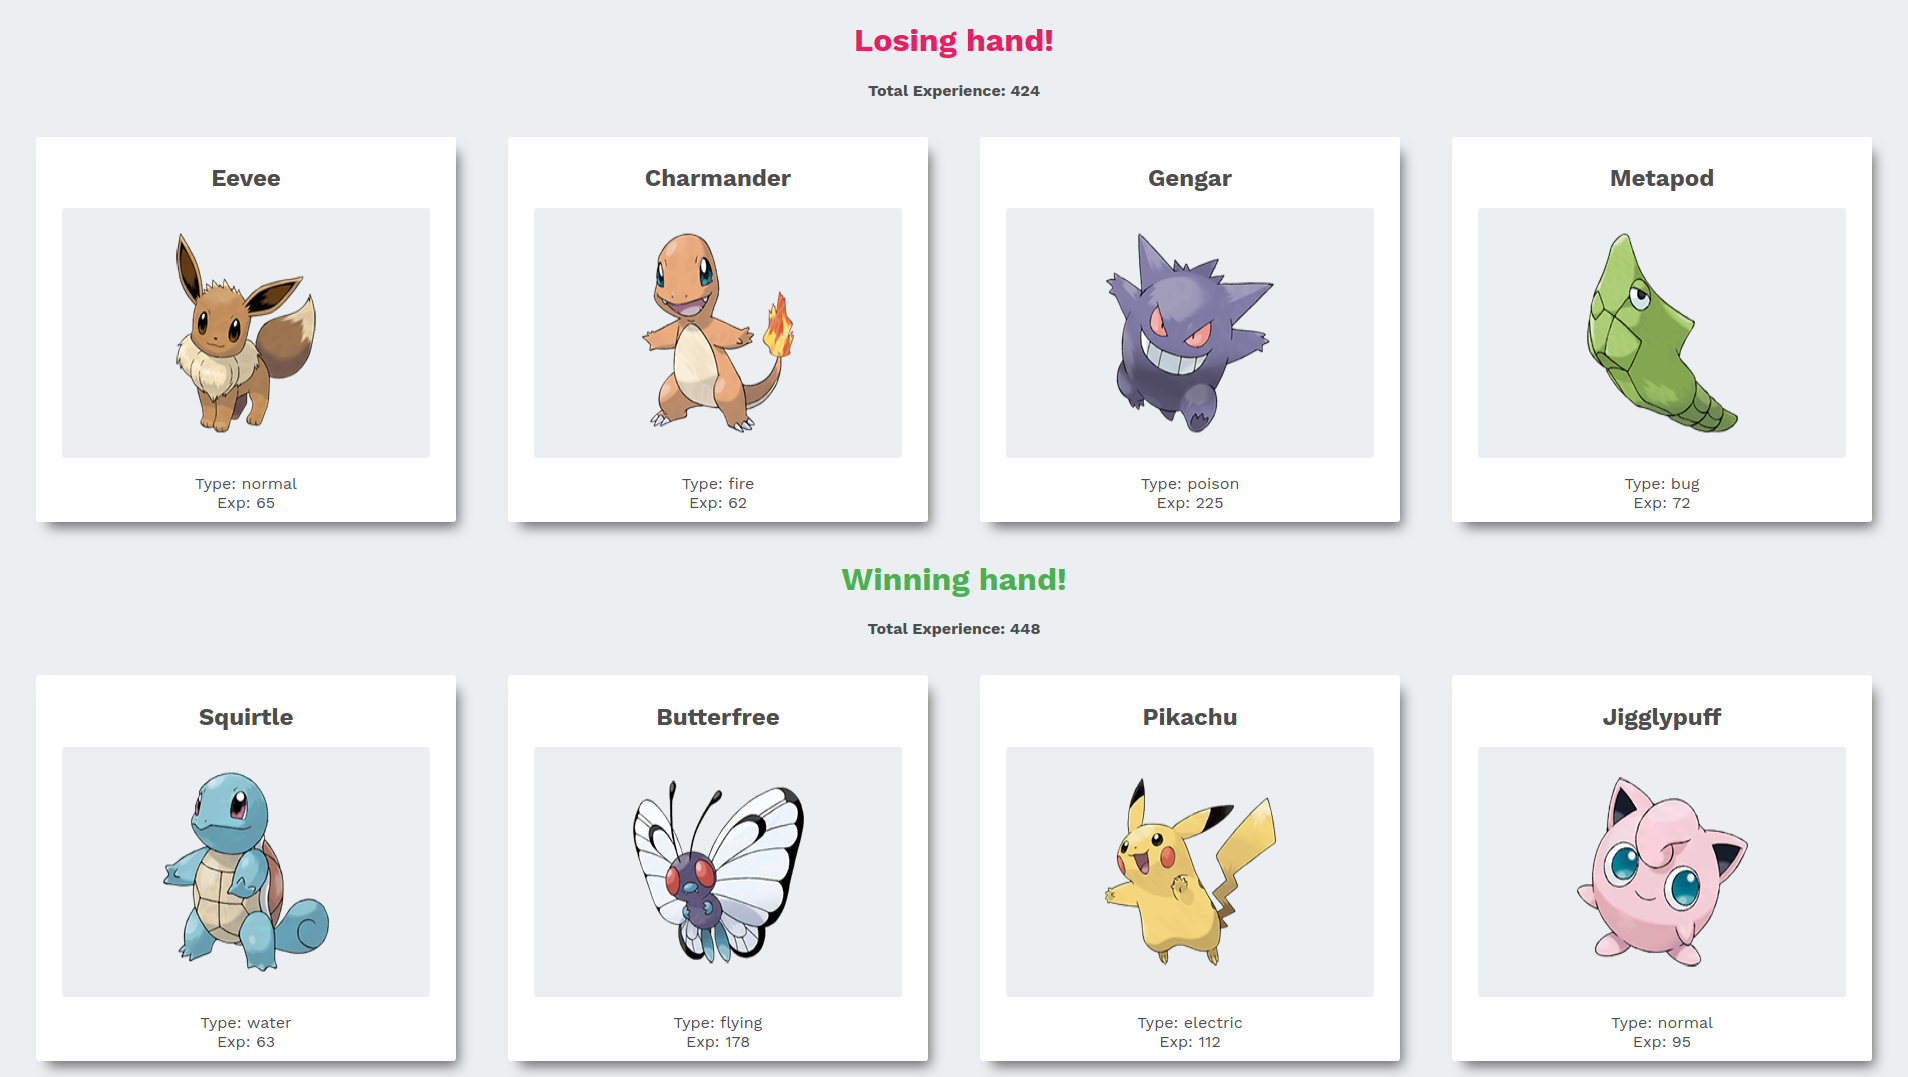 Losing hand!
Total Experience: 424
Eevee
Type: normal
Exp: 65
Charmander
Type: fire
Exp: 62
Gengar
Type: poison
Exp: 225
Metapod
Type: bug
Exp: 72
Winning hand!
Total Experience: 448
Squirtle
Type: water
Exp: 63
Butterfree
Type: flying
Exp: 178
Pikachu
Type: electric
Exp: 112
Jigglypuff
Type: normal
Exp: 95